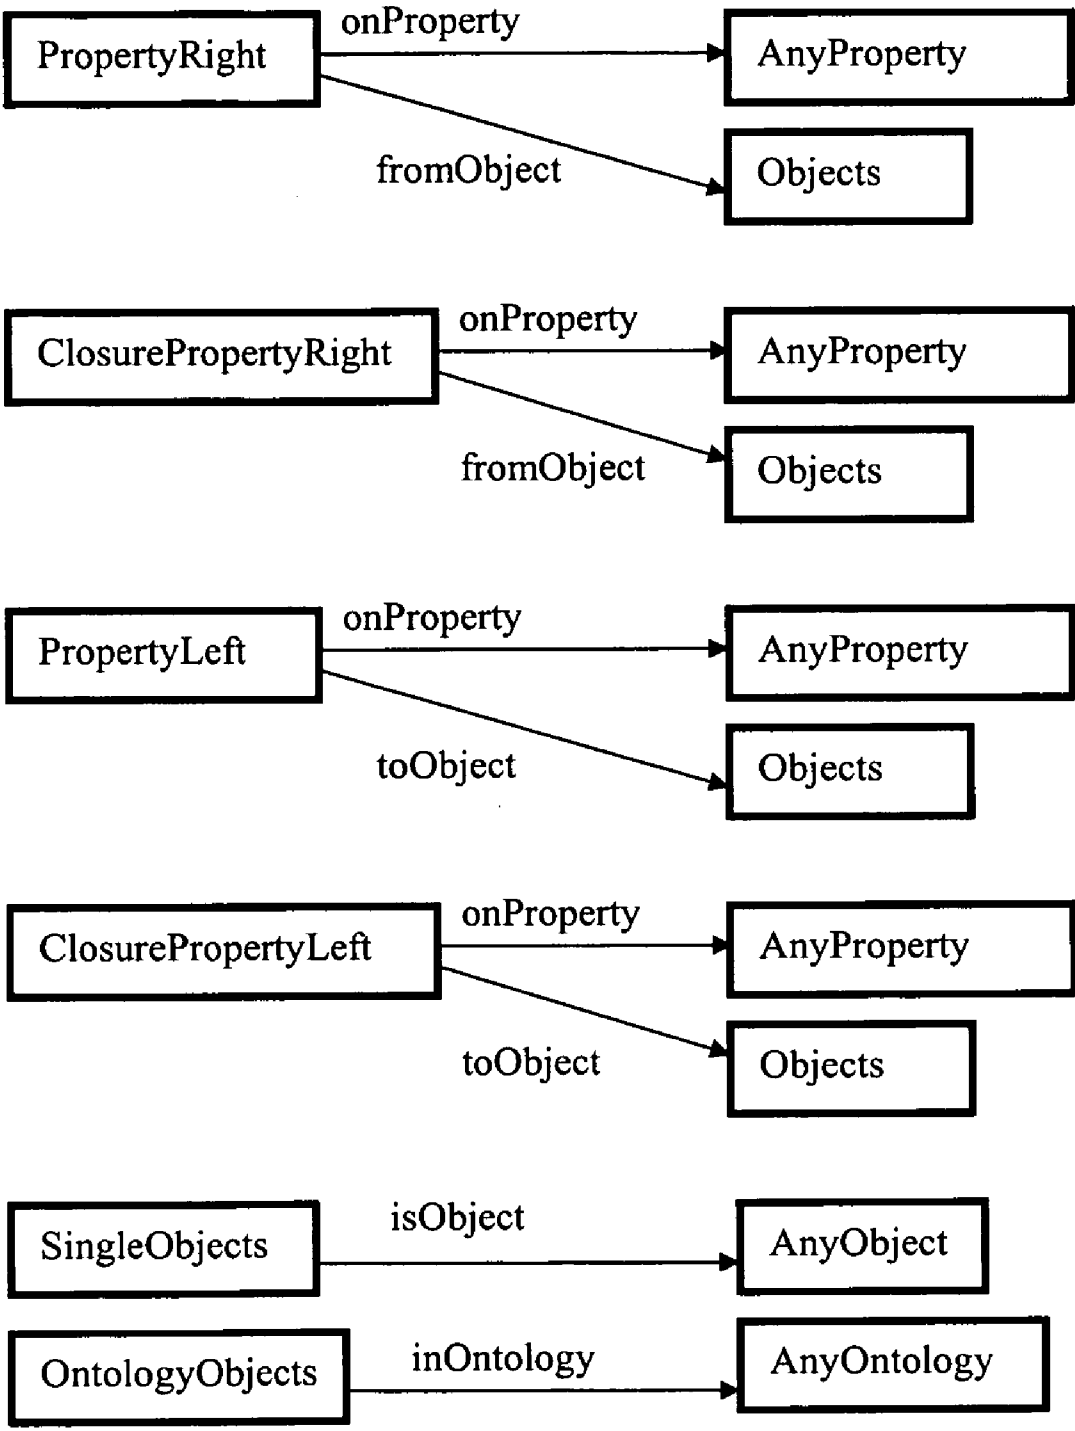 PropertyRight
onProperty
AnyProperty
fromObject
Objects
ClosurePropertyRight
onProperty
AnyProperty
fromObject
Objects
PropertyLeft
onProperty
AnyProperty
toObject
Objects
ClosurePropertyLeft
onProperty
AnyProperty
toObject
Objects
SingleObjects
isObject
AnyObject
OntologyObjects
inOntology
AnyOntology